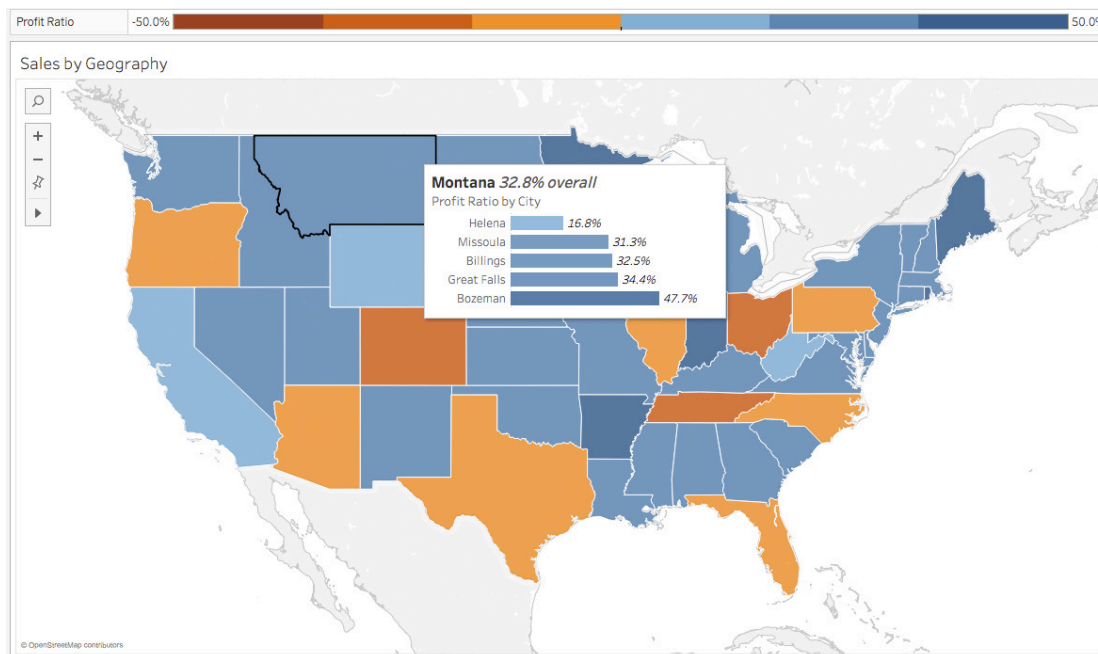 Profit Ratio -50.0% 50.0%
Sales by Geography
Montana 32.8% overall
Profit Ratio by City
Helena 16.8%
Missoula 31.3%
Billings 32.5%
Great Falls 34.4%
Bozeman 47.7%
© OpenStreetMap contributors